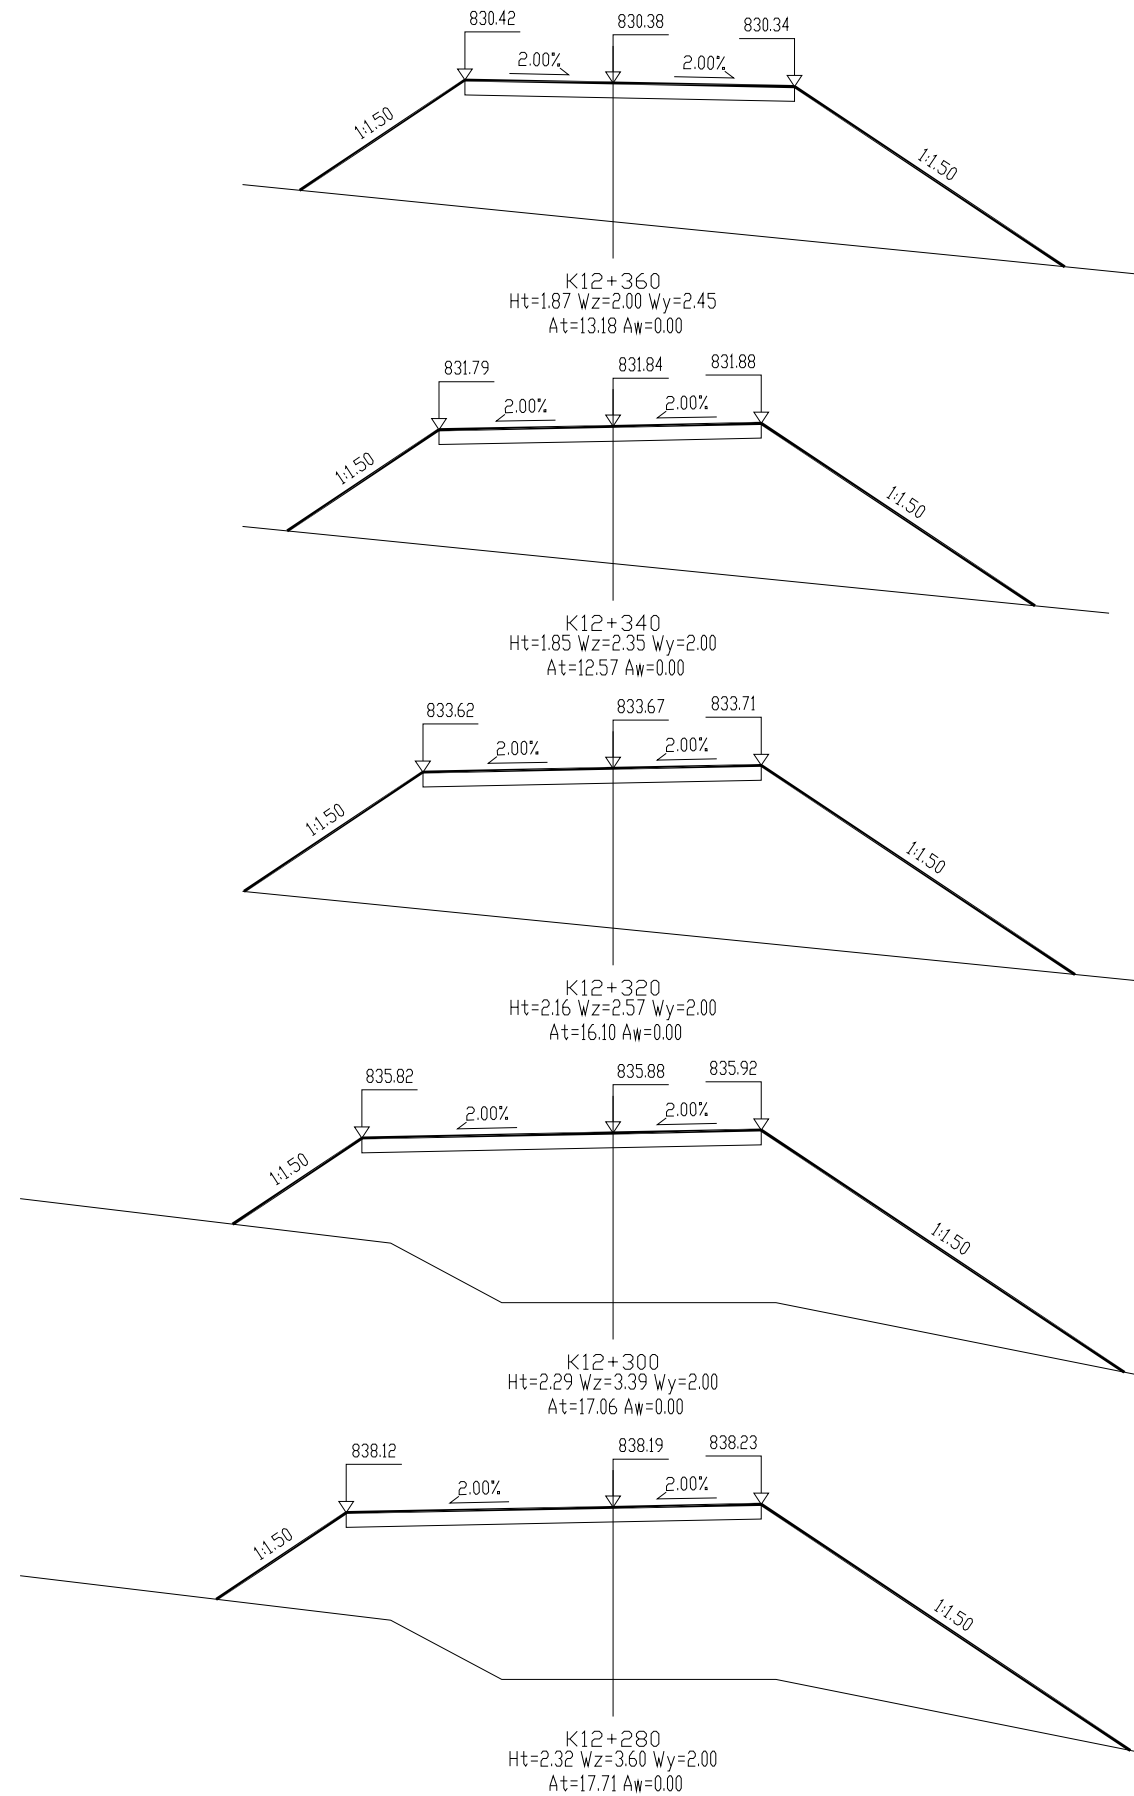 830.42 830.38 830.34
2.00% 2.00%
1:1.50 1:1.50
K12+360
Ht=1.87 Wz=2.00 Wy=2.45
At=13.18 Aw=0.00
831.79 831.84 831.88
2.00% 2.00%
1:1.50 1:1.50
K12+340
Ht=1.85 Wz=2.35 Wy=2.00
At=12.57 Aw=0.00
833.62 833.67 833.71
2.00% 2.00%
1:1.50 1:1.50
K12+320
Ht=2.16 Wz=2.57 Wy=2.00
At=16.10 Aw=0.00
835.82 835.88 835.92
2.00% 2.00%
1:1.50 1:1.50
K12+300
Ht=2.29 Wz=3.39 Wy=2.00
At=17.06 Aw=0.00
838.12 838.19 838.23
2.00% 2.00%
1:1.50 1:1.50
K12+280
Ht=2.32 Wz=3.60 Wy=2.00
At=17.71 Aw=0.00